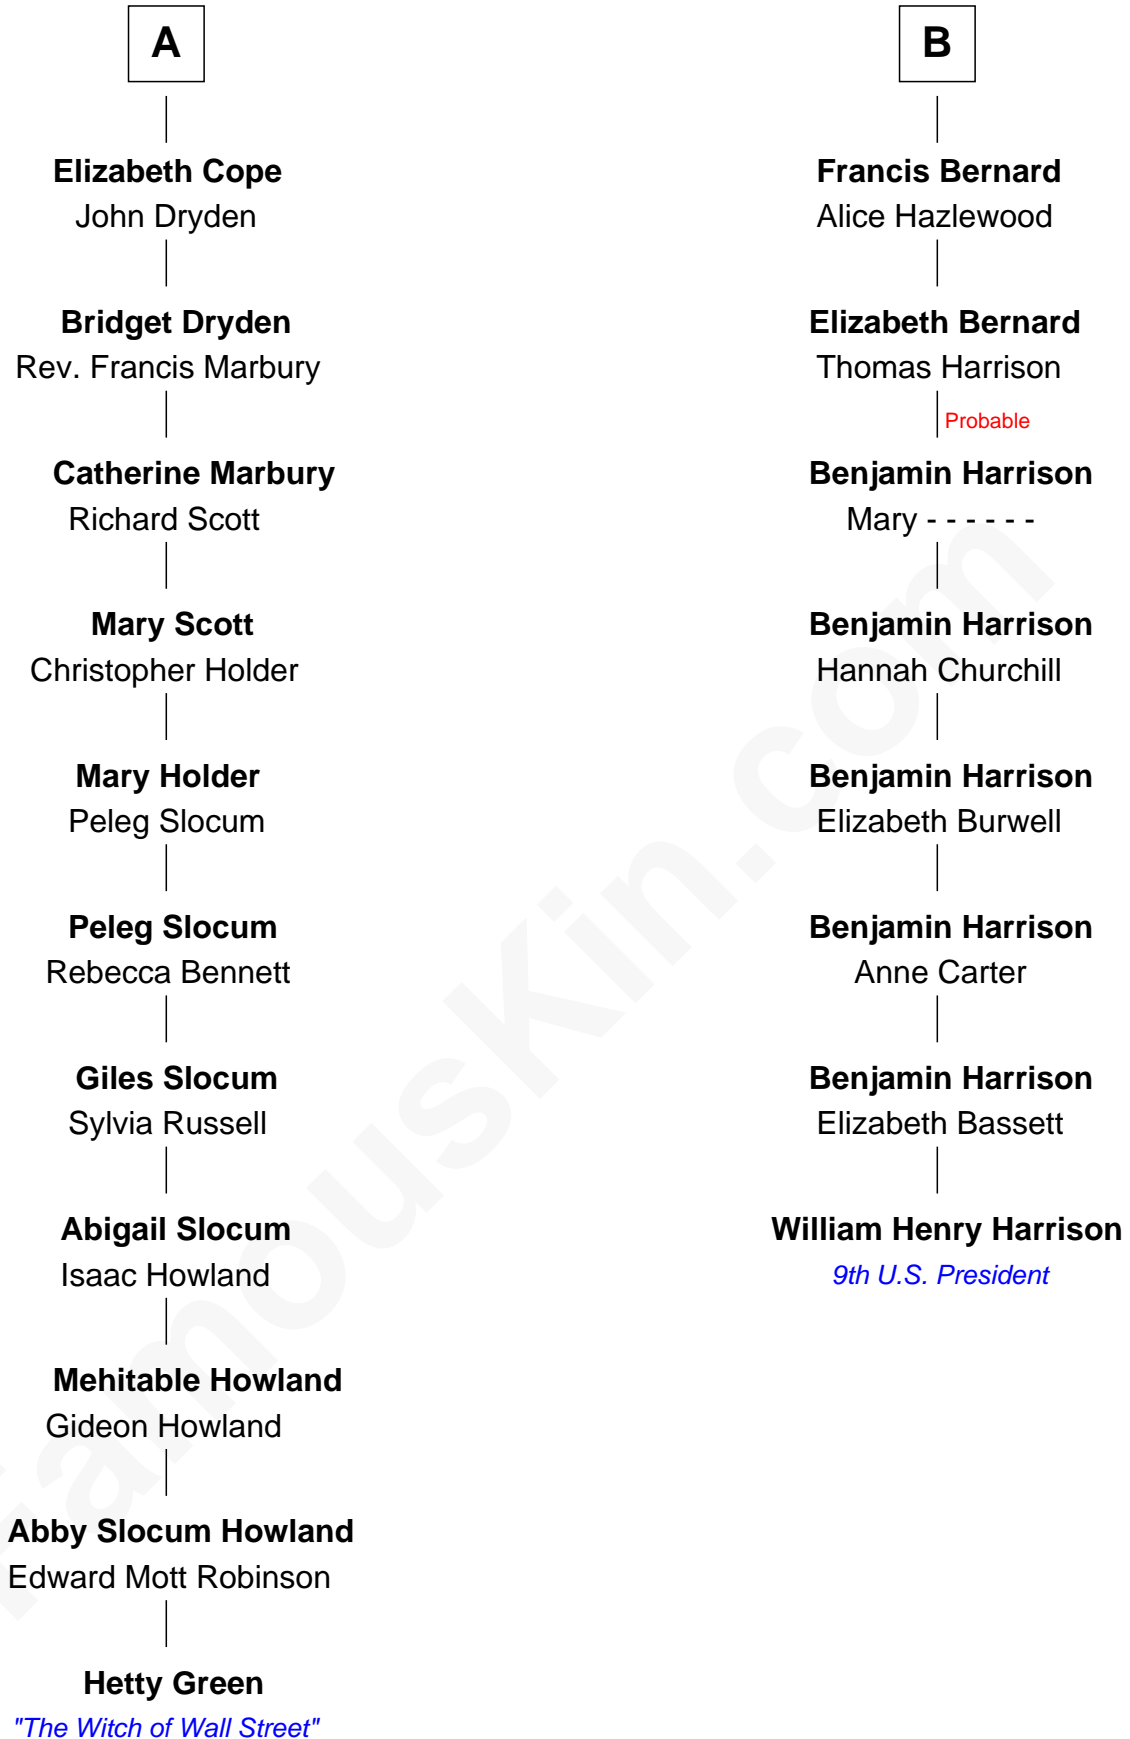 A
Elizabeth Cope
John Dryden
Bridget Dryden
Rev. Francis Marbury
Catherine Marbury
Richard Scott
Mary Scott
Christopher Holder
Mary Holder
Peleg Slocum
Peleg Slocum
Rebecca Bennett
Giles Slocum
Sylvia Russell
Abigail Slocum
Isaac Howland
Mehitable Howland
Gideon Howland
Abby Slocum Howland
Edward Mott Robinson
Hetty Green
"The Witch of Wall Street"
B
Francis Bernard
Alice Hazlewood
Elizabeth Bernard
Thomas Harrison
Probable
Benjamin Harrison
Mary - - - - - -
Benjamin Harrison
Hannah Churchill
Benjamin Harrison
Elizabeth Burwell
Benjamin Harrison
Anne Carter
Benjamin Harrison
Elizabeth Bassett
William Henry Harrison
9th U.S. President
FamousKin.com